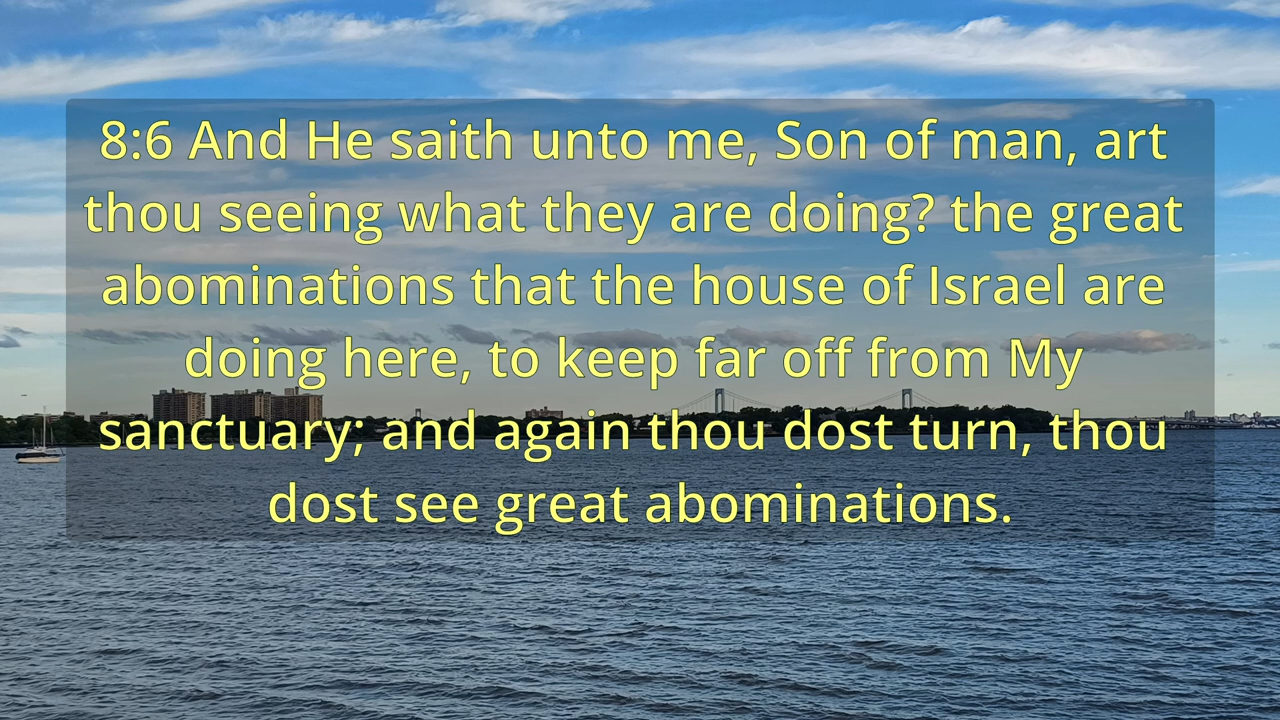 8:6 And He saith unto me, Son of man, art
thou seeing what they are doing? the great
abominations that the house of Israel are
doing here, to keep far off from My
sanctuary; and again thou dost turn, thou
dost see great abominations.